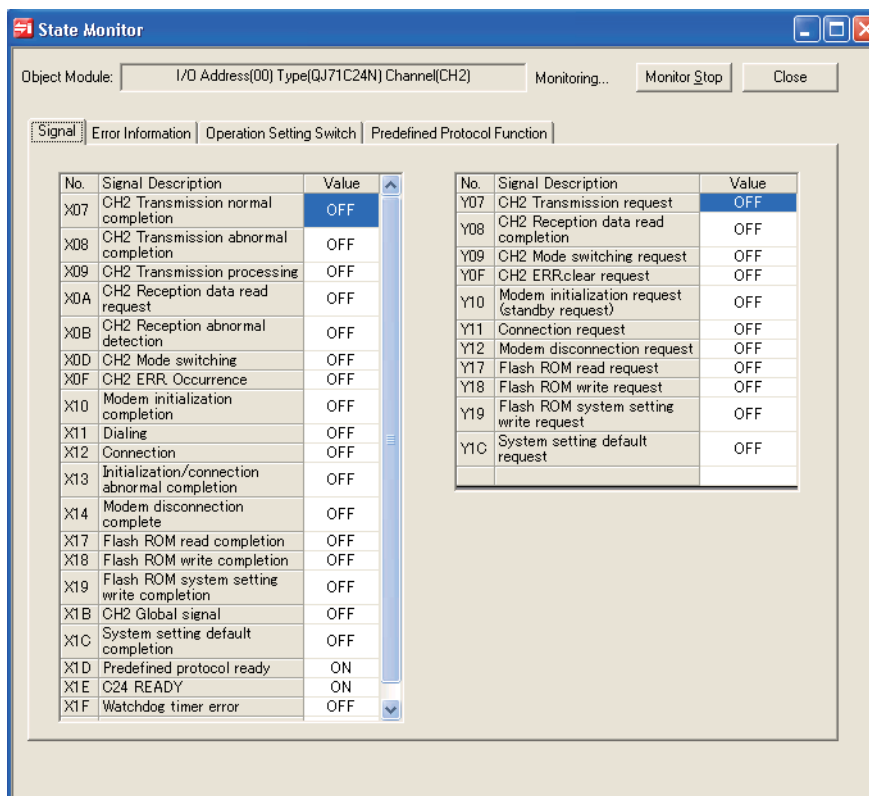 State Monitor
Object Module: I/O Address(00) Type(QJ71C24N) Channel(CH2) Monitoring... Monitor Stop Close
Signal Error Information Operation Setting Switch Predefined Protocol Function
No. Signal Description Value
X07 CH2 Transmission normal completion OFF
X08 CH2 Transmission abnormal completion OFF
X09 CH2 Transmission processing OFF
X0A CH2 Reception data read request OFF
X0B CH2 Reception abnormal detection OFF
X0D CH2 Mode switching OFF
X0F CH2 ERR. Occurrence OFF
X10 Modem initialization completion OFF
X11 Dialing OFF
X12 Connection OFF
X13 Initialization/connection abnormal completion OFF
X14 Modem disconnection complete OFF
X17 Flash ROM read completion OFF
X18 Flash ROM write completion OFF
X19 Flash ROM system setting write completion OFF
X1B CH2 Global signal OFF
X1C System setting default completion OFF
X1D Predefined protocol ready ON
X1E C24 READY ON
X1F Watchdog timer error OFF
No. Signal Description Value
Y07 CH2 Transmission request OFF
Y08 CH2 Reception data read completion OFF
Y09 CH2 Mode switching request OFF
Y0F CH2 ERR.clear request OFF
Y10 Modem initialization request (standby request) OFF
Y11 Connection request OFF
Y12 Modem disconnection request OFF
Y17 Flash ROM read request OFF
Y18 Flash ROM write request OFF
Y19 Flash ROM system setting write request OFF
Y1C System setting default request OFF